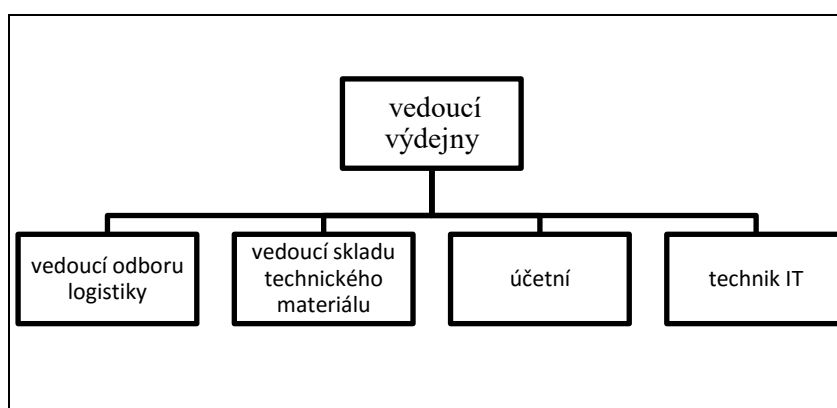 vedoucí
výdejny
vedoucí odboru
logistiky
vedoucí skladu
technického
materiálu
účetní
technik IT